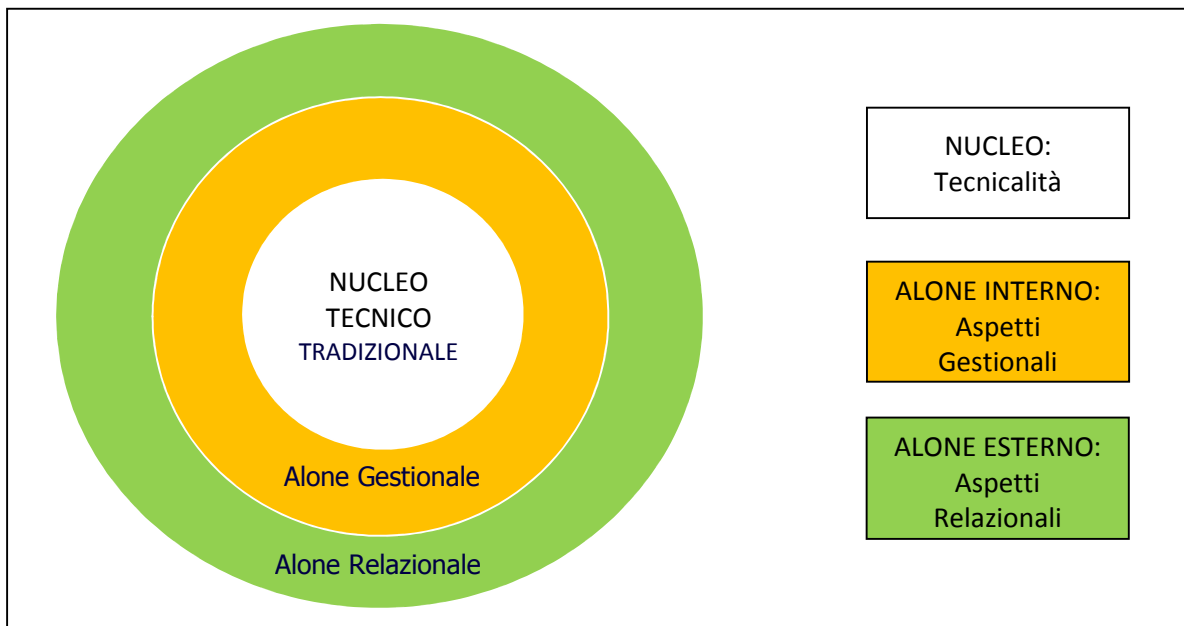 NUCLEO
TECNICO
TRADIZIONALE
Alone Gestionale
Alone Relazionale
NUCLEO:
Tecnicalità
ALONE INTERNO:
Aspetti
Gestionali
ALONE ESTERNO:
Aspetti
Relazionali